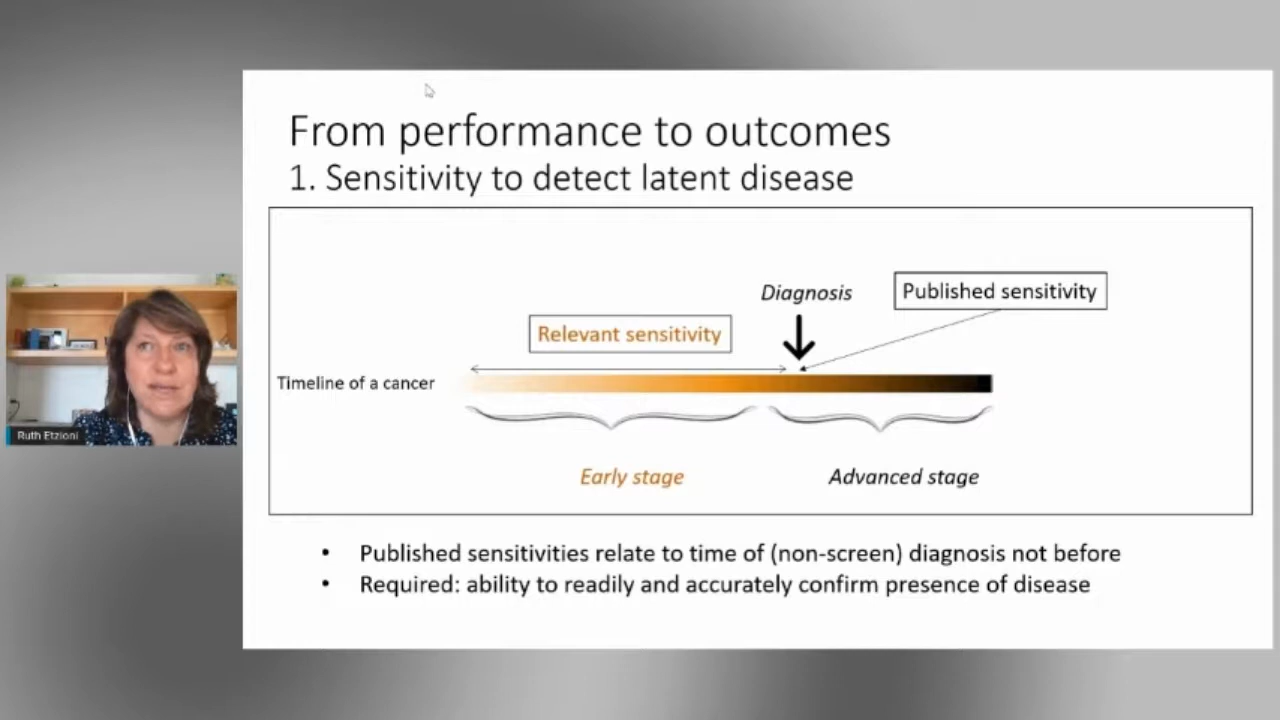 From performance to outcomes
1. Sensitivity to detect latent disease
Diagnosis
Published sensitivity
Relevant sensitivity
Timeline of a cancer
Early stage
Advanced stage
• Published sensitivities relate to time of (non-screen) diagnosis not before
• Required: ability to readily and accurately confirm presence of disease
Ruth Etzioni